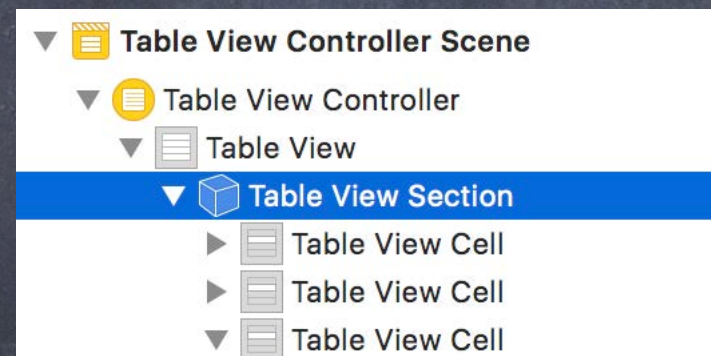 Table View Controller Scene
Table View Controller
Table View
Table View Section
Table View Cell
Table View Cell
Table View Cell